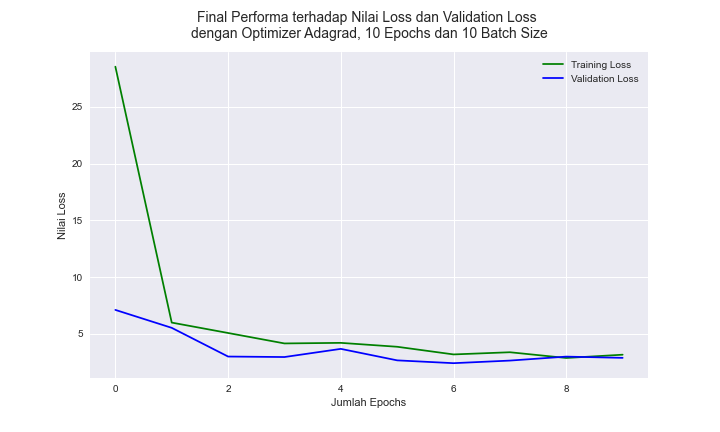 Final Performa terhadap Nilai Loss dan Validation Loss
dengan Optimizer Adagrad, 10 Epochs dan 10 Batch Size
Training Loss
Validation Loss
Nilai Loss
25
20
15
10
5
0
2
4
6
8
Jumlah Epochs